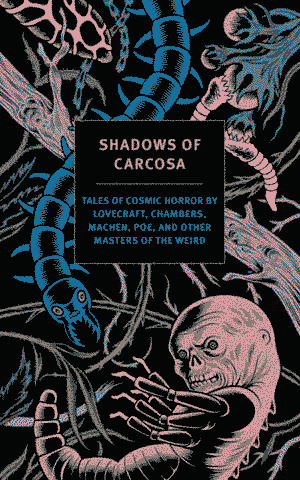 SHADOWS OF
CARCOSA
TALES OF COSMIC HORROR BY
LOVECRAFT, CHAMBERS,
MACHEN, POE, AND OTHER
MASTERS OF THE WEIRD